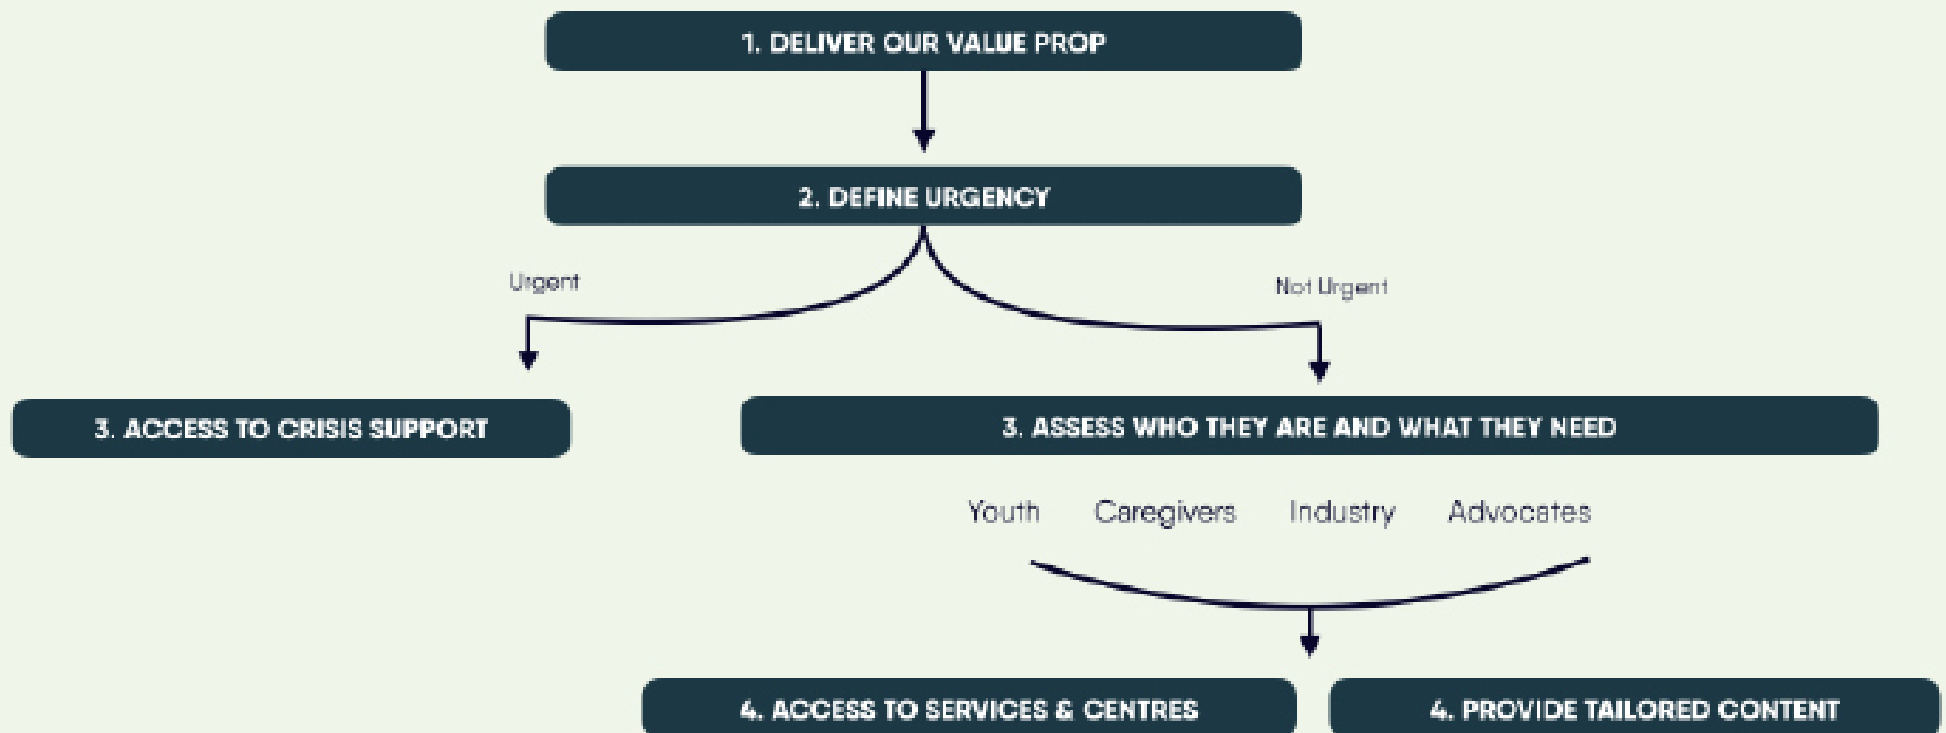 1. DELIVER OUR VALUE PROP
2. DEFINE URGENCY
Urgent
Not Urgent
3. ACCESS TO CRISIS SUPPORT
3. ASSESS WHO THEY ARE AND WHAT THEY NEED
Youth Caregivers Industry Advocates
4. ACCESS TO SERVICES & CENTRES
4. PROVIDE TAILORED CONTENT